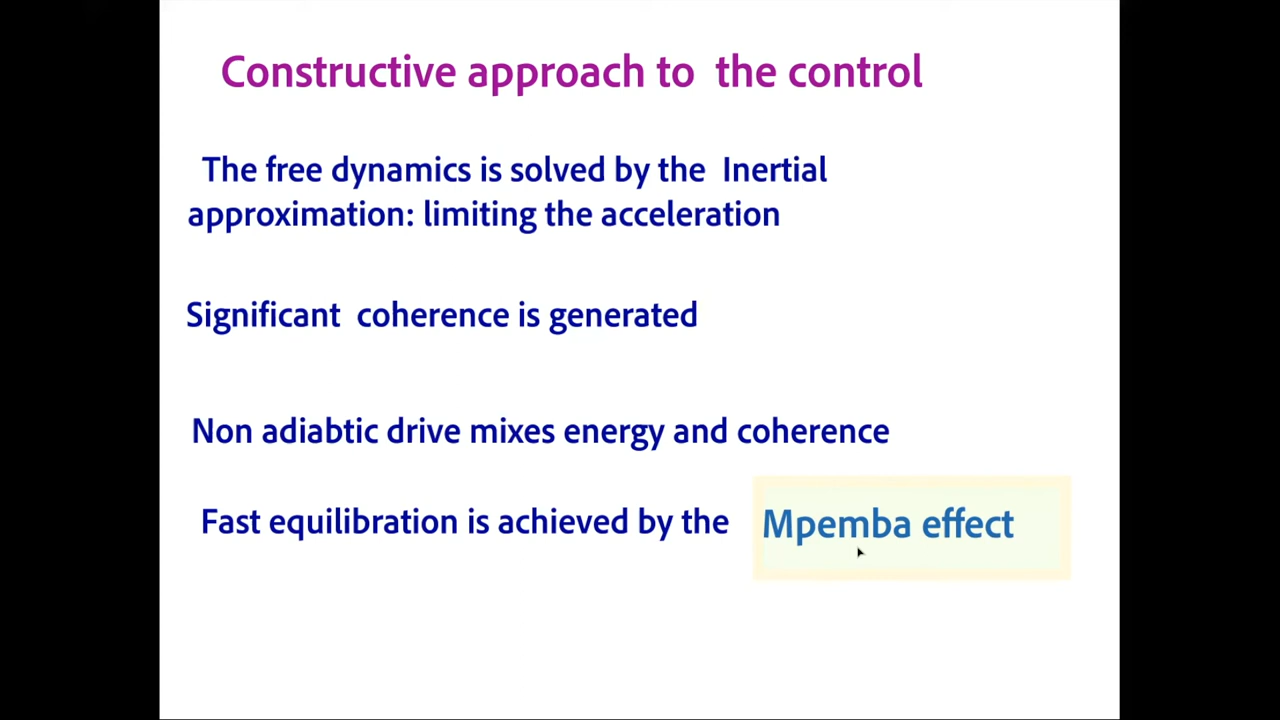 Constructive approach to the control
The free dynamics is solved by the Inertial
approximation: limiting the acceleration
Significant coherence is generated
Non adiabtic drive mixes energy and coherence
Fast equilibration is achieved by the Mpemba effect